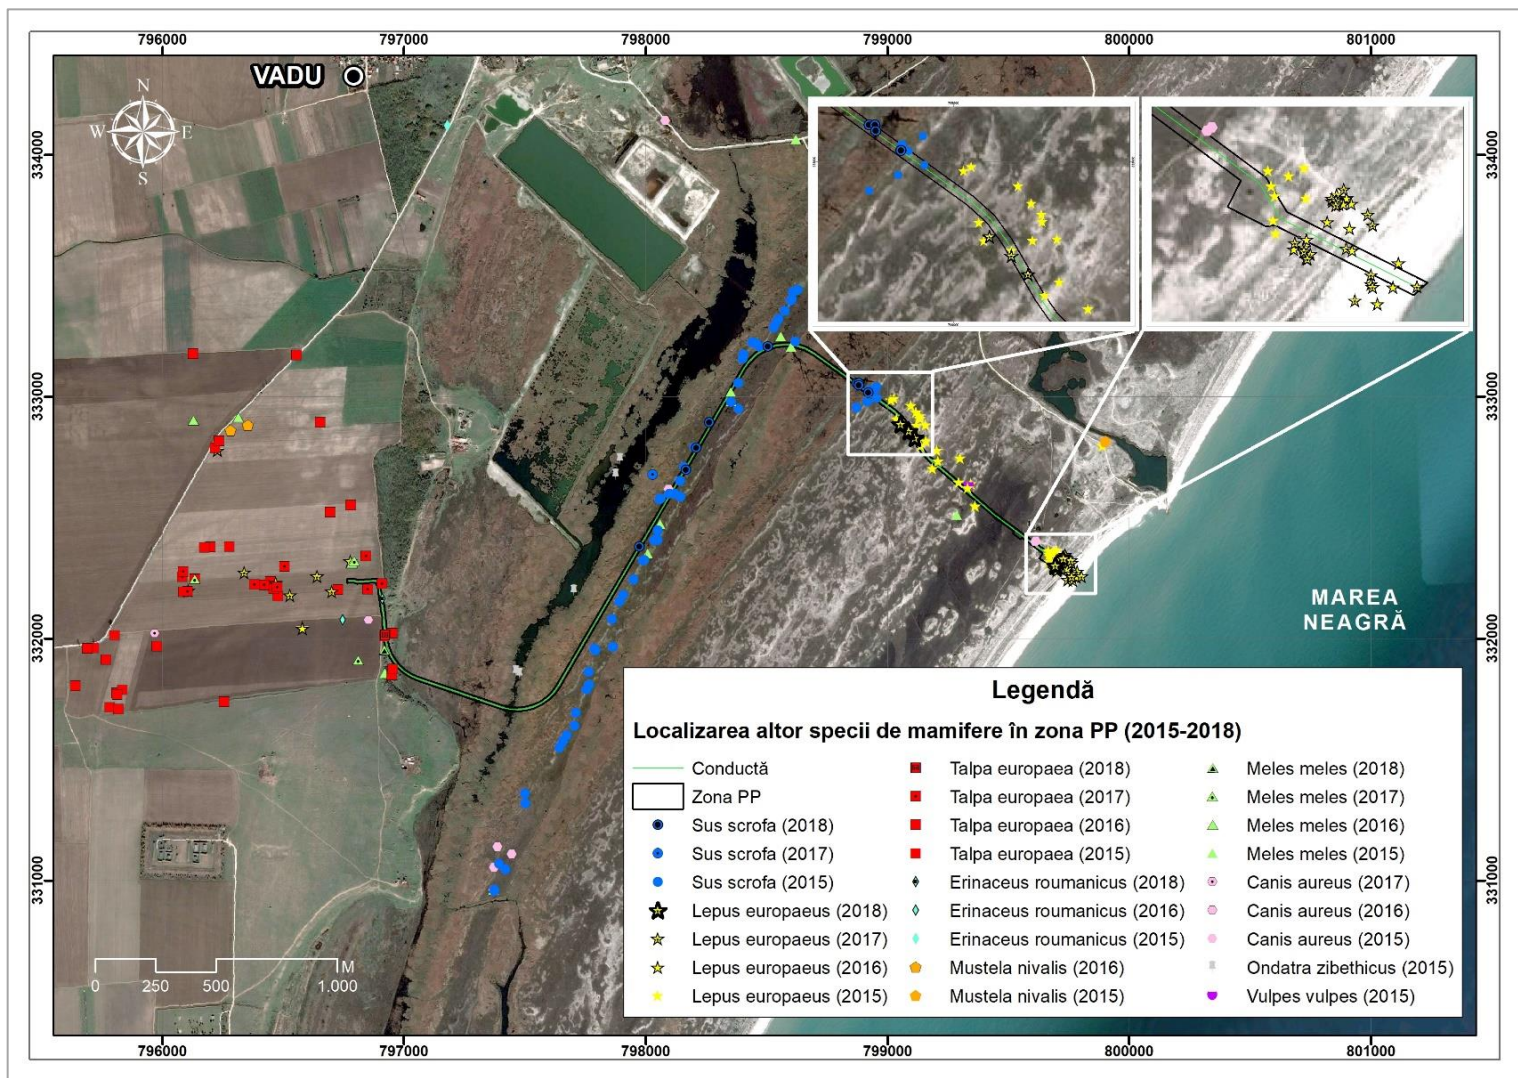 796000 797000 798000 799000 800000 801000
VADU
N
W E
S
334000 334000
333000 333000
332000 332000
331000 331000
MAREA
NEAGRĂ
Legendă
Localizarea altor specii de mamifere în zona PP (2015-2018)
Conductă
Zona PP
Sus scrofa (2018)
Sus scrofa (2017)
Sus scrofa (2015)
Lepus europaeus (2018)
Lepus europaeus (2017)
Lepus europaeus (2016)
Lepus europaeus (2015)
Talpa europaea (2018)
Talpa europaea (2017)
Talpa europaea (2016)
Talpa europaea (2015)
Erinaceus roumanicus (2018)
Erinaceus roumanicus (2016)
Erinaceus roumanicus (2015)
Mustela nivalis (2016)
Mustela nivalis (2015)
Meles meles (2018)
Meles meles (2017)
Meles meles (2016)
Meles meles (2015)
Canis aureus (2017)
Canis aureus (2016)
Canis aureus (2015)
Ondatra zibethicus (2015)
Vulpes vulpes (2015)
M
0 250 500 1.000
796000 797000 798000 799000 800000 801000